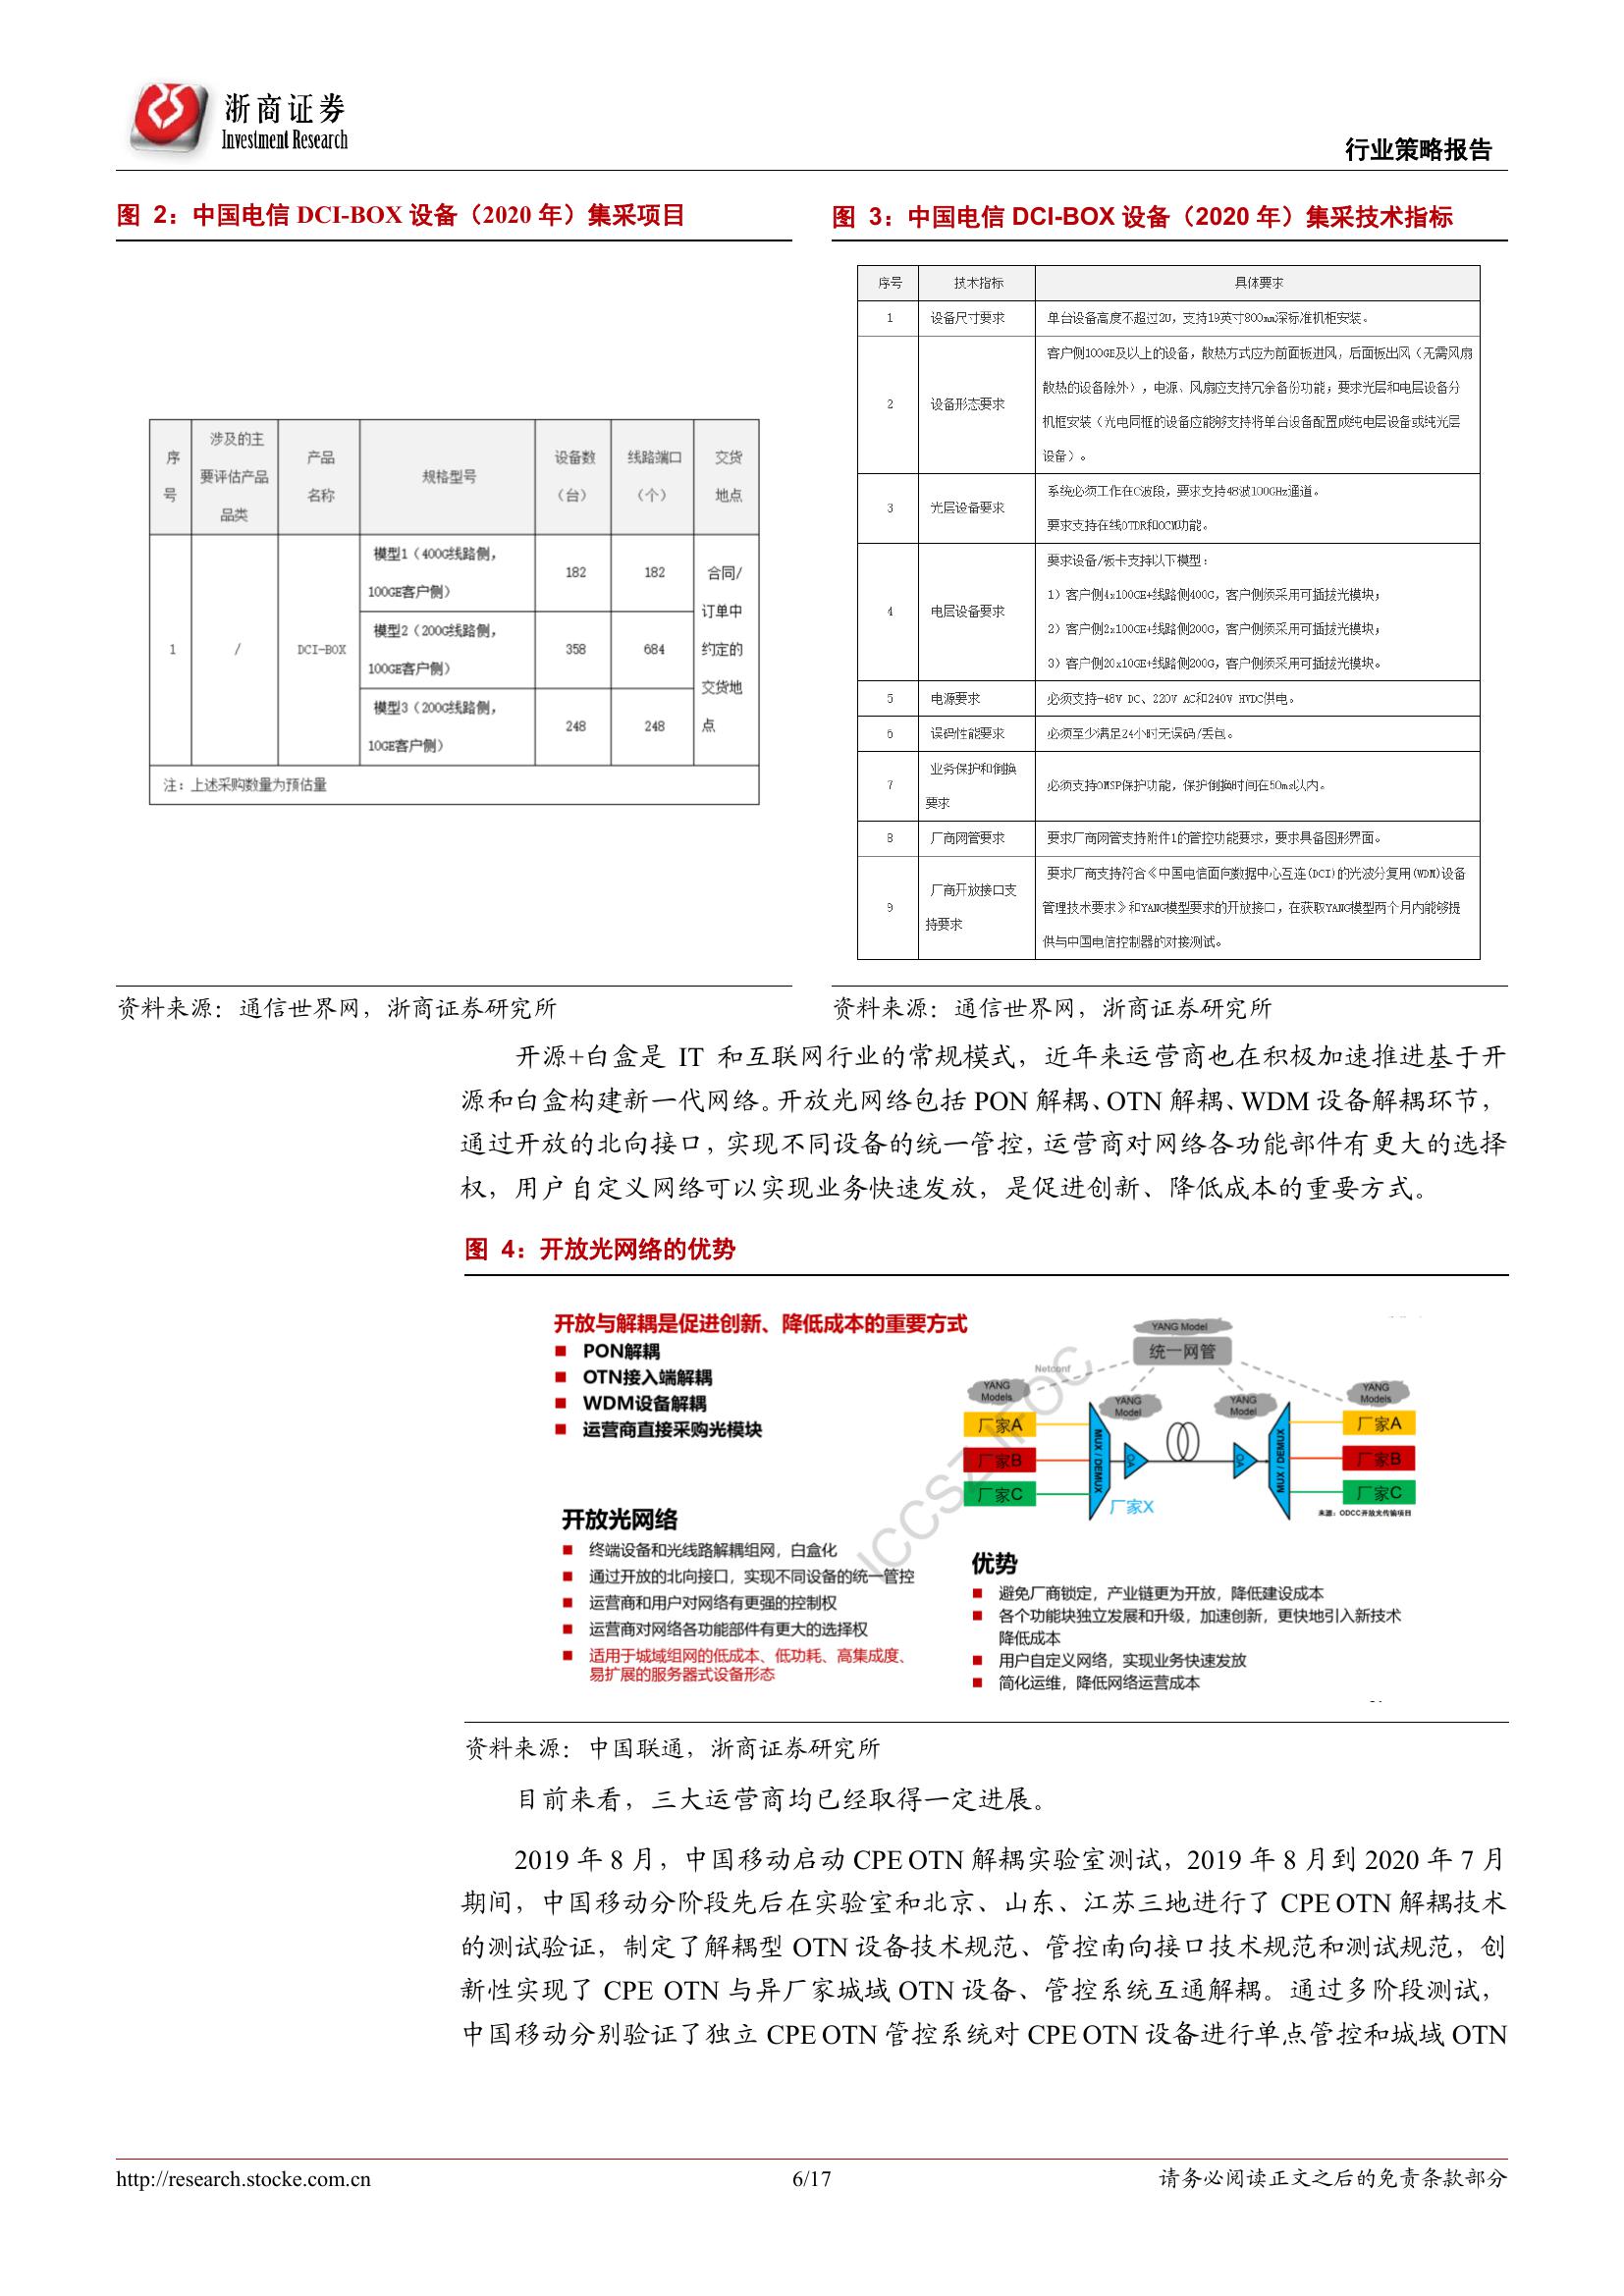 浙商证券
Investment Research
行业策略报告
图 2：中国电信 DCI-BOX 设备（2020 年）集采项目
序
号
涉及的主
要评估产品
品类
产品
名称
规格型号
设备数
（台）
线路端口
（个）
交货
地点
1
/
DCI-BOX
模型1（400G线路侧，
100GE客户侧）
182
182
模型2（200G线路侧，
100GE客户侧）
358
684
模型3（200G线路侧，
10GE客户侧）
248
248
合同/
订单中
约定的
交货地
点
注：上述采购数量为预估量
资料来源：通信世界网，浙商证券研究所
图 3：中国电信 DCI-BOX 设备（2020 年）集采技术指标
序号 技术指标 具体要求
1 设备尺寸要求 单台设备高度不超过2U，支持19英寸800mm深标准机柜安装。
2 设备形态要求
客户侧100GE及以上的设备，散热方式应为前面板进风，后面板出风（无需风扇
散热的设备除外），电源、风扇应支持冗余备份功能；要求光层和电层设备分
机框安装（光电同框的设备应能够支持将单台设备配置成纯电层设备或纯光层
设备）。
3 光层设备要求
系统必须工作在C波段，要求支持48波100GHz通道。
要求支持在线OTDR和OCM功能。
4 电层设备要求
要求设备/板卡支持以下模型：
1）客户侧4x100GE+线路侧400G，客户侧须采用可插拔光模块；
2）客户侧2x100GE+线路侧200G，客户侧须采用可插拔光模块；
3）客户侧20x10GE+线路侧200G，客户侧须采用可插拔光模块。
5 电源要求 必须支持-48V DC、220V AC和240V HVDC供电。
6 误码性能要求 必须至少满足24小时无误码/丢包。
7
业务保护和倒换
要求
必须支持OMSP保护功能，保护倒换时间在50ms以内。
8 厂商网管要求 要求厂商网管支持附件1的管控功能要求，要求具备图形界面。
9
厂商开放接口支
持要求
要求厂商支持符合《中国电信面向数据中心互连(DCI)的光波分复用(WDM)设备
管理技术要求》和YANG模型要求的开放接口，在获取YANG模型两个月内能够提
供与中国电信控制器的对接测试。
资料来源：通信世界网，浙商证券研究所
开源+白盒是 IT 和互联网行业的常规模式，近年来运营商也在积极加速推进基于开
源和白盒构建新一代网络。开放光网络包括 PON 解耦、OTN 解耦、WDM 设备解耦环节，
通过开放的北向接口，实现不同设备的统一管控，运营商对网络各功能部件有更大的选择
权，用户自定义网络可以实现业务快速发放，是促进创新、降低成本的重要方式。
图 4：开放光网络的优势
开放与解耦是促进创新、降低成本的重要方式
■ PON解耦
■ OTN接入端解耦
■ WDM设备解耦
■ 运营商直接采购光模块
YANG Model
统一网管
Netconf
YANG
Models
YANG
Model
YANG
Model
YANG
Models
厂家A
厂家B
厂家C
MUX / DEMUX
OA
厂家X
OA
MUX / DEMUX
厂家A
厂家B
厂家C
来源：ODCC开放光传输项目
ICCSZ IFOC
开放光网络
■ 终端设备和光线路解耦组网，白盒化
■ 通过开放的北向接口，实现不同设备的统一管控
■ 运营商和用户对网络有更强的控制权
■ 运营商对网络各功能部件有更大的选择权
■ 适用于城域组网的低成本、低功耗、高集成度、
易扩展的服务器式设备形态
优势
■ 避免厂商锁定，产业链更为开放，降低建设成本
■ 各个功能块独立发展和升级，加速创新，更快地引入新技术
降低成本
■ 用户自定义网络，实现业务快速发放
■ 简化运维，降低网络运营成本
资料来源：中国联通，浙商证券研究所
目前来看，三大运营商均已经取得一定进展。
2019 年 8 月，中国移动启动 CPE OTN 解耦实验室测试，2019 年 8 月到 2020 年 7 月
期间，中国移动分阶段先后在实验室和北京、山东、江苏三地进行了 CPE OTN 解耦技术
的测试验证，制定了解耦型 OTN 设备技术规范、管控南向接口技术规范和测试规范，创
新性实现了 CPE OTN 与异厂家城域 OTN 设备、管控系统互通解耦。通过多阶段测试，
中国移动分别验证了独立 CPE OTN 管控系统对 CPE OTN 设备进行单点管控和城域 OTN
http://research.stocke.com.cn
6/17
请务必阅读正文之后的免责条款部分